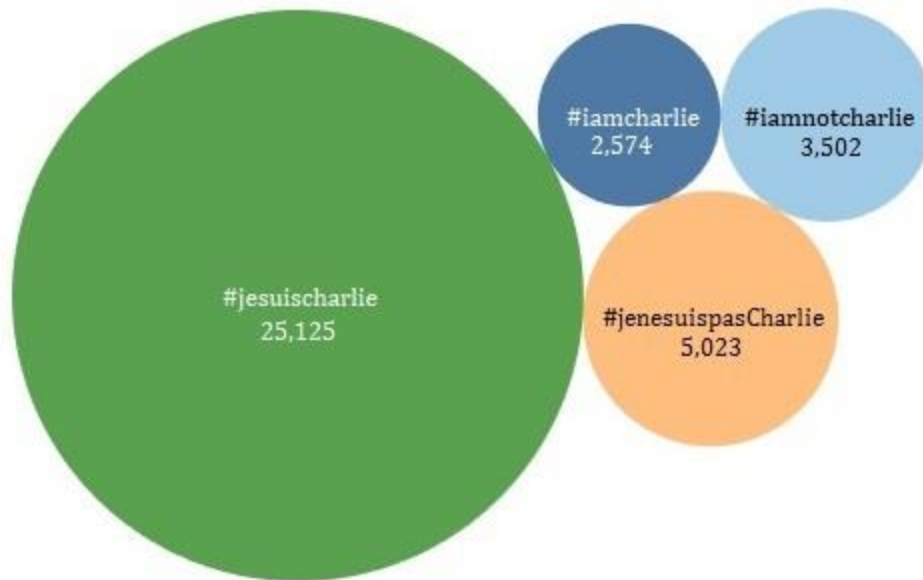 #jesuischarlie
25,125
#iamcharlie
2,574
#iamnotcharlie
3,502
#jenesuispasCharlie
5,023